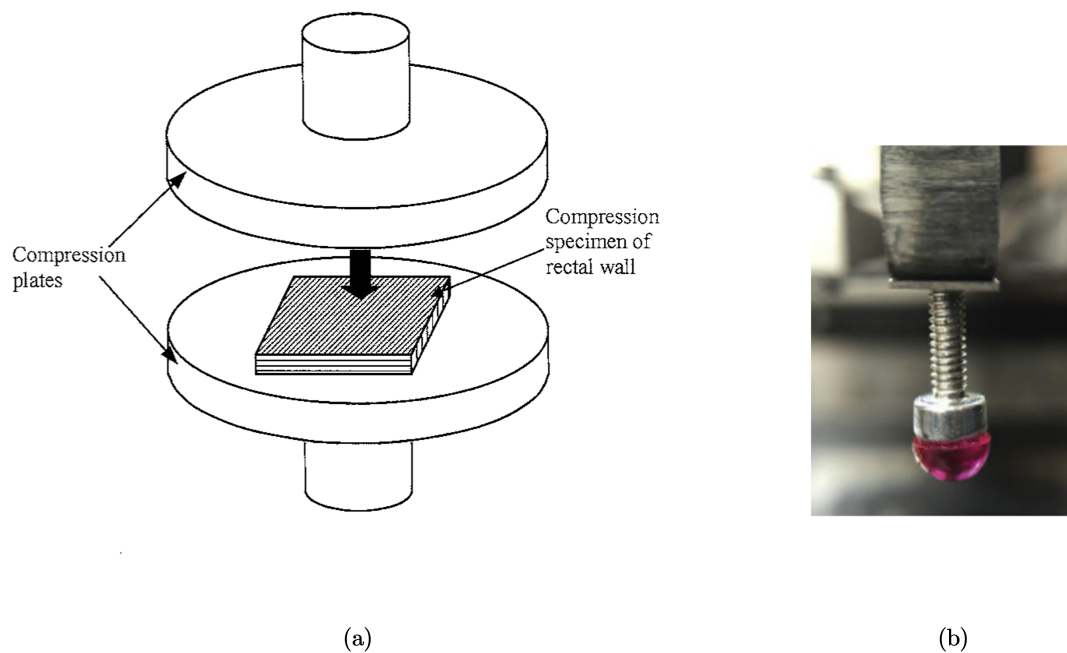 Compression
specimen of
rectal wall
Compression
plates
(a)
(b)